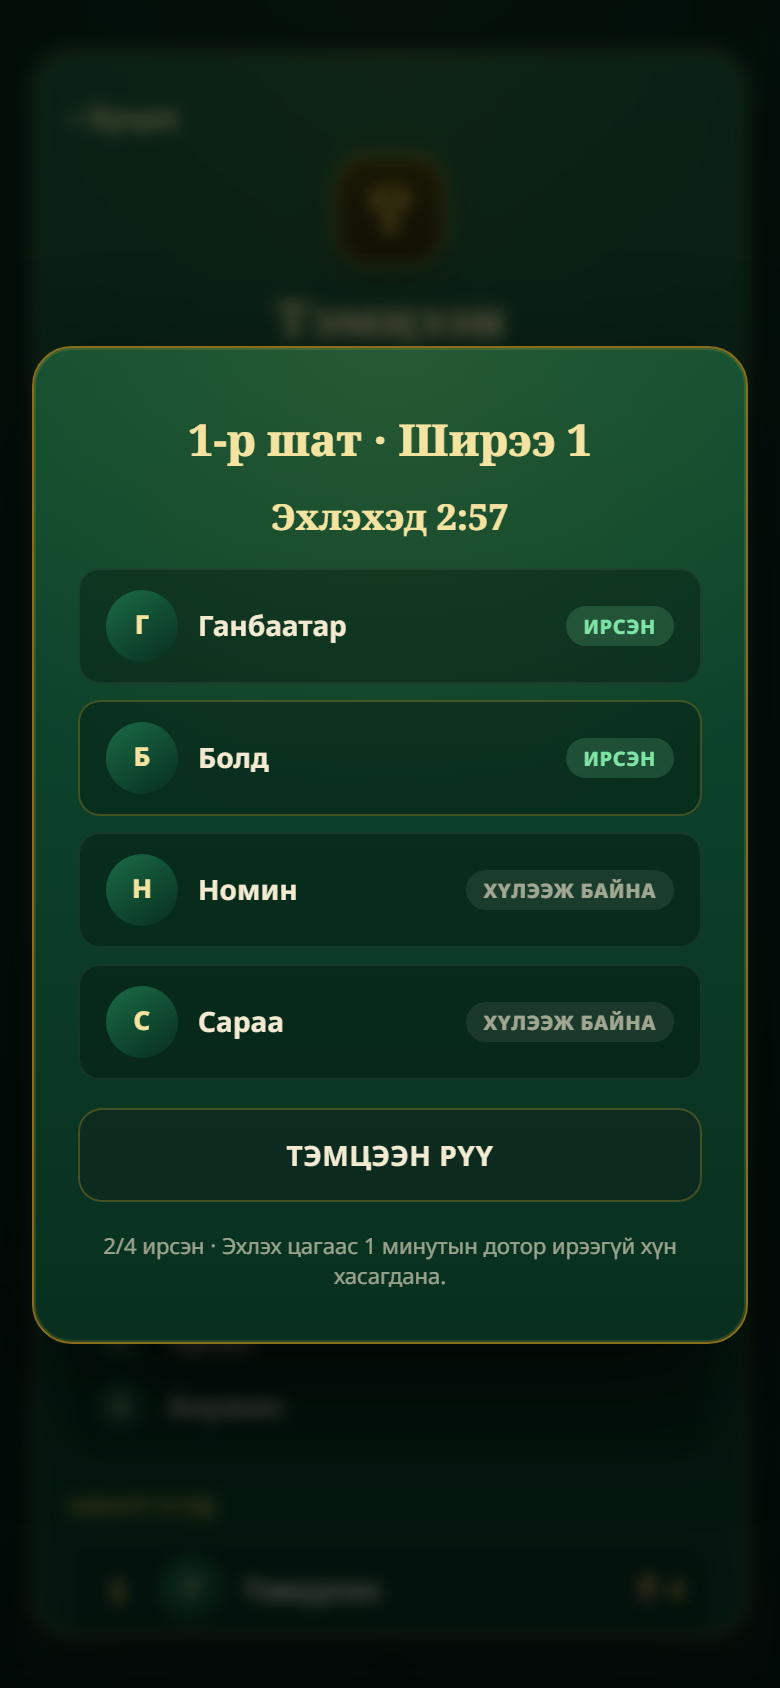 1-р шат · Ширээ 1
Эхлэхэд 2:57
Г Ганбаатар ИРСЭН
Б Болд ИРСЭН
Н Номин ХҮЛЭЭЖ БАЙНА
С Сараа ХҮЛЭЭЖ БАЙНА
ТЭМЦЭЭН РҮҮ
2/4 ирсэн · Эхлэх цагаас 1 минутын дотор ирээгүй хүн
хасагдана.